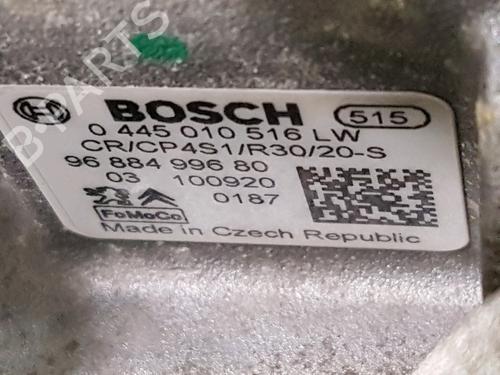 B-PARTS
BOSCH 515
0 445 010 516 LW
CR/CP4S1/R30/20-S
96 884 996 80
03 100920
0187
FoMoCo
Made in Czech Republic